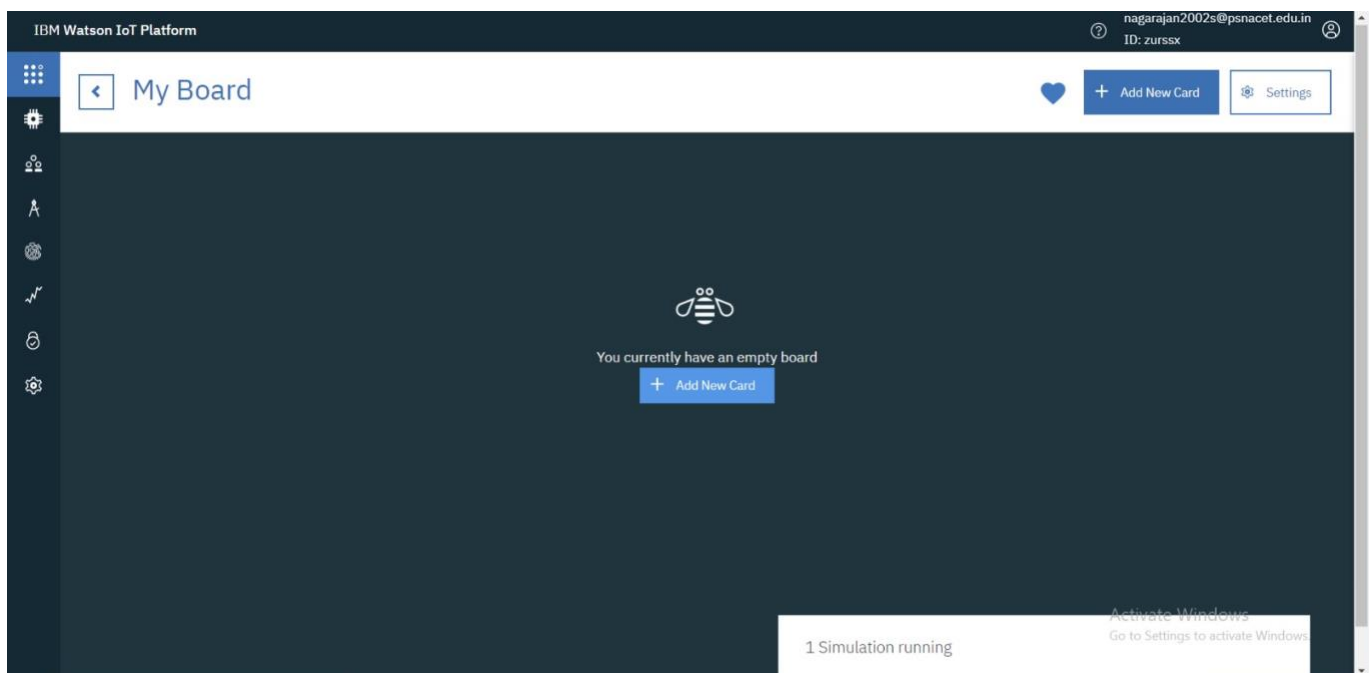 IBM Watson IoT Platform
nagarajan2002s@psnacet.edu.in
ID: zurssx
My Board
+ Add New Card
Settings
You currently have an empty board
+ Add New Card
Activate Windows
Go to Settings to activate Windows.
1 Simulation running